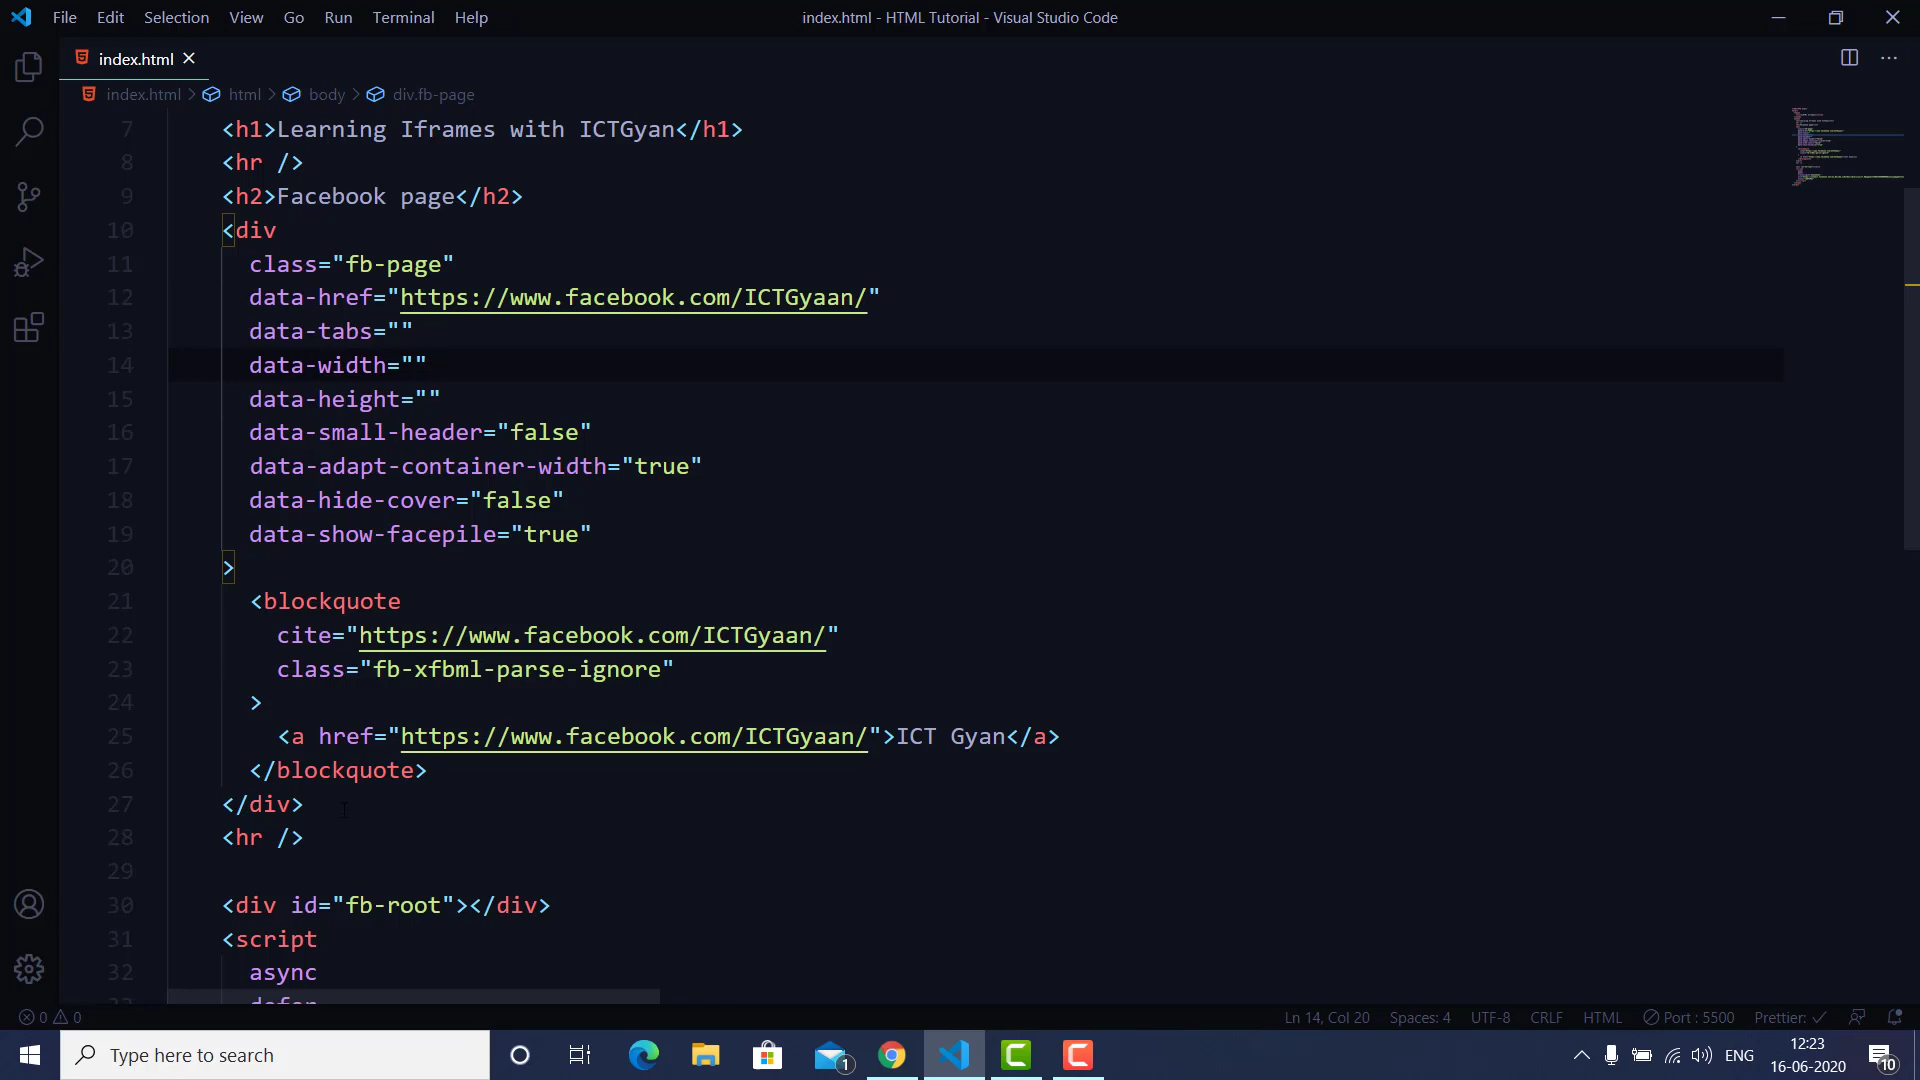 File Edit Selection View Go Run Terminal Help
index.html - HTML Tutorial - Visual Studio Code
index.html
index.html > html > body > div.fb-page
7 <h1>Learning Iframes with ICTGyan</h1>
8 <hr />
9 <h2>Facebook page</h2>
10 <div
11 class="fb-page"
12 data-href="https://www.facebook.com/ICTGyaan/"
13 data-tabs=""
14 data-width=""
15 data-height=""
16 data-small-header="false"
17 data-adapt-container-width="true"
18 data-hide-cover="false"
19 data-show-facepile="true"
20 >
21 <blockquote
22 cite="https://www.facebook.com/ICTGyaan/"
23 class="fb-xfbml-parse-ignore"
24 >
25 <a href="https://www.facebook.com/ICTGyaan/">ICT Gyan</a>
26 </blockquote>
27 </div>
28 <hr />
29
30 <div id="fb-root"></div>
31 <script
32 async
33 defer
0 0 Ln 14, Col 20 Spaces: 4 UTF-8 CRLF HTML Port : 5500 Prettier: ✓
Type here to search
1
ENG
12:23
16-06-2020
10